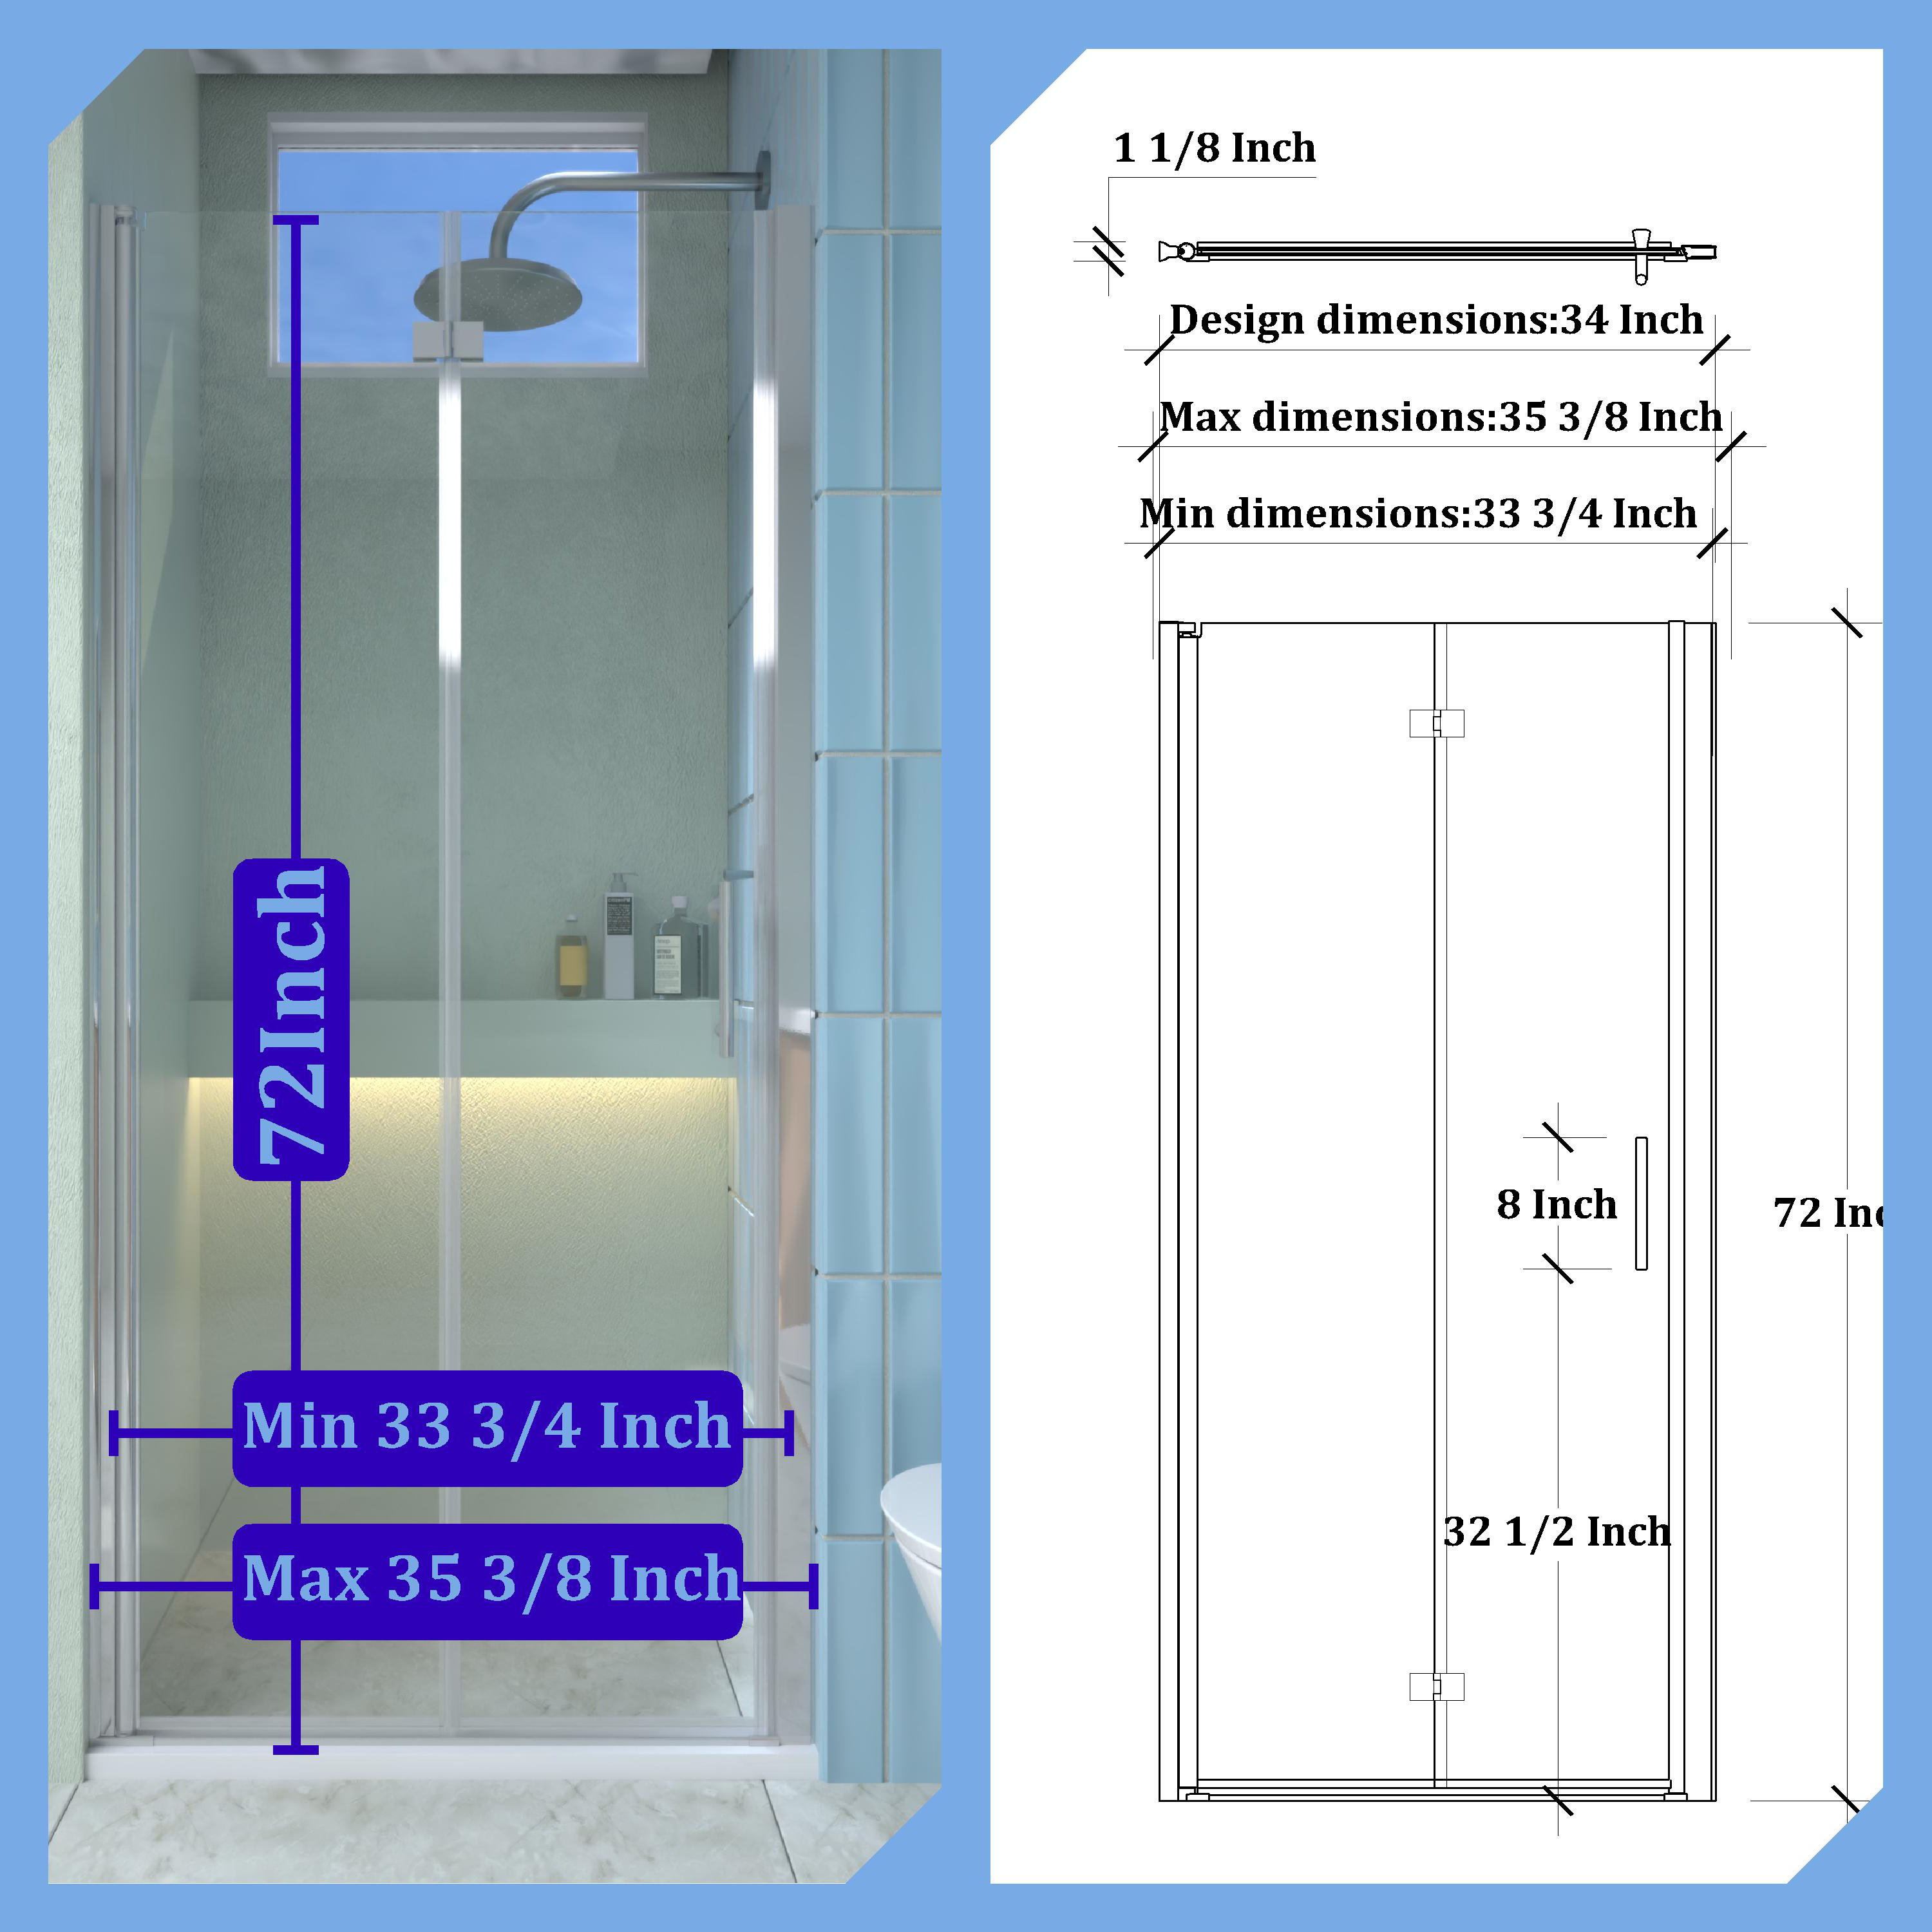 72Inch
Min 33 3/4 Inch
Max 35 3/8 Inch
1 1/8 Inch
Design dimensions:34 Inch
Max dimensions:35 3/8 Inch
Min dimensions:33 3/4 Inch
8 Inch
72 Inc
32 1/2 Inch